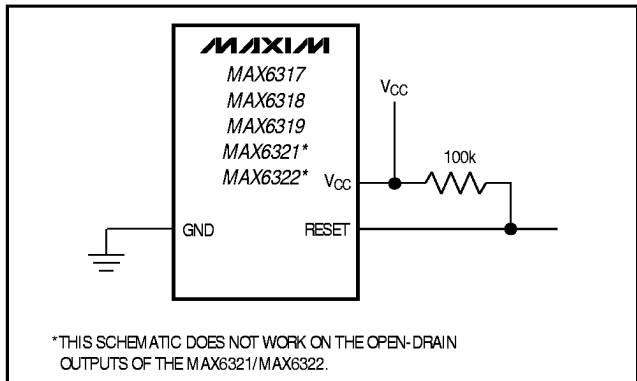 MAXIM
MAX6317
MAX6318
MAX6319
MAX6321*
MAX6322*
VCC
VCC
100k
GND
RESET
*THIS SCHEMATIC DOES NOT WORK ON THE OPEN-DRAIN
OUTPUTS OF THE MAX6321/MAX6322.